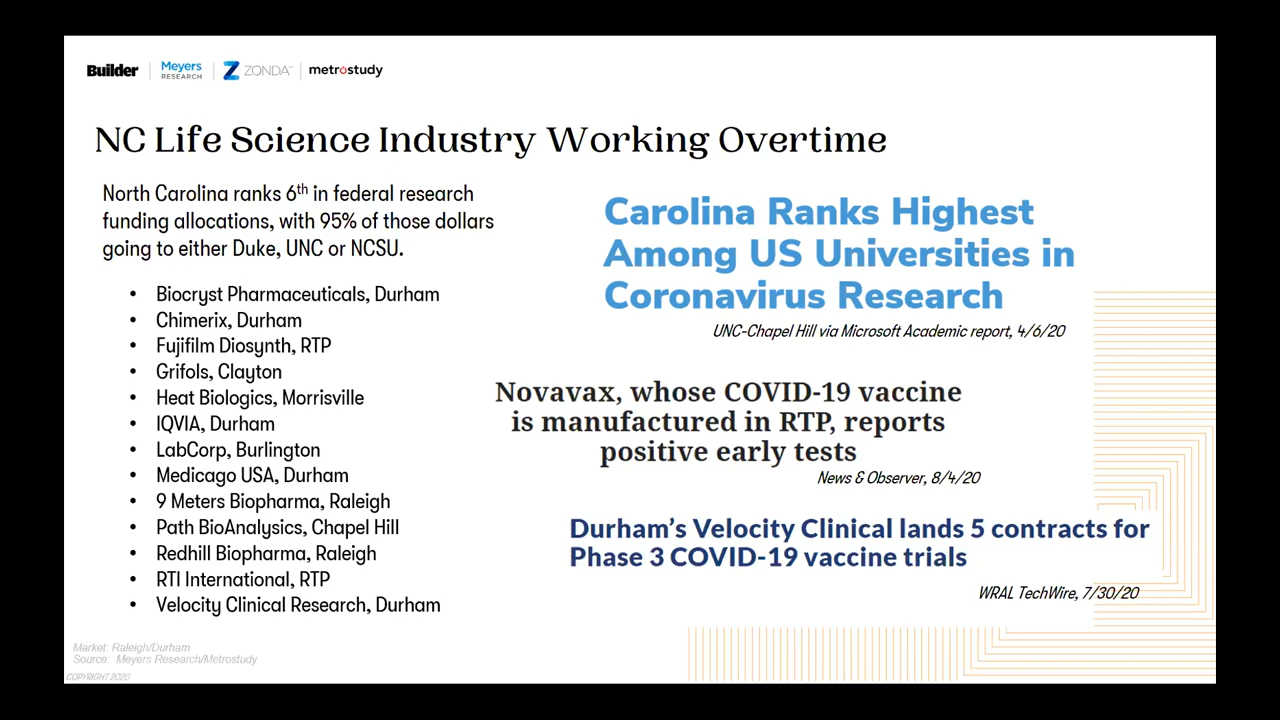 Builder | Meyers RESEARCH | ZONDA™ | metrostudy
NC Life Science Industry Working Overtime
North Carolina ranks 6th in federal research
funding allocations, with 95% of those dollars
going to either Duke, UNC or NCSU.
• Biocryst Pharmaceuticals, Durham
• Chimerix, Durham
• Fujifilm Diosynth, RTP
• Grifols, Clayton
• Heat Biologics, Morrisville
• IQVIA, Durham
• LabCorp, Burlington
• Medicago USA, Durham
• 9 Meters Biopharma, Raleigh
• Path BioAnalysics, Chapel Hill
• Redhill Biopharma, Raleigh
• RTI International, RTP
• Velocity Clinical Research, Durham
Carolina Ranks Highest
Among US Universities in
Coronavirus Research
UNC-Chapel Hill via Microsoft Academic report, 4/6/20
Novavax, whose COVID-19 vaccine
is manufactured in RTP, reports
positive early tests
News & Observer, 8/4/20
Durham's Velocity Clinical lands 5 contracts for
Phase 3 COVID-19 vaccine trials
WRAL TechWire, 7/30/20
Market: Raleigh/Durham
Source: Meyers Research/Metrostudy
COPYRIGHT 2020